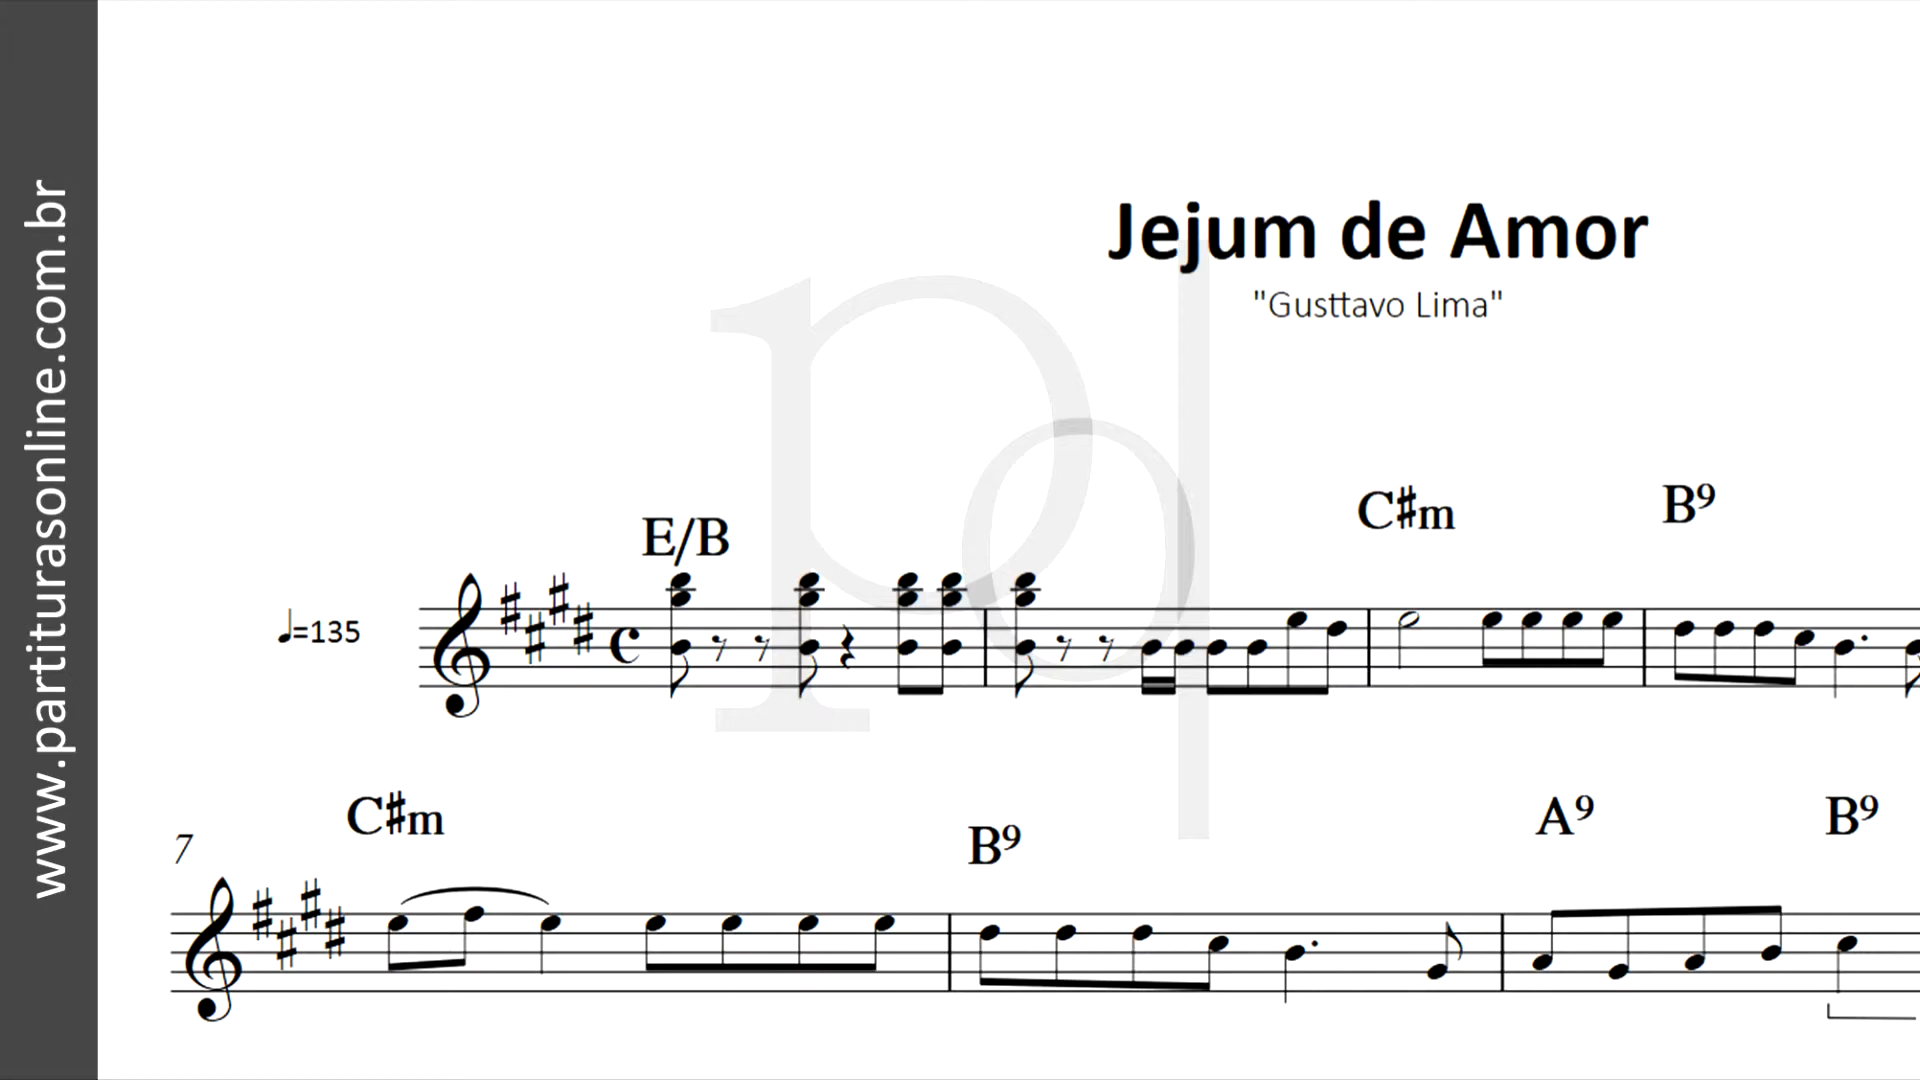 www.partiturasonline.com.br
Jejum de Amor
"Gusttavo Lima"
E/B
C♯m
B9
♩=135
7
C♯m
B9
A9
B9